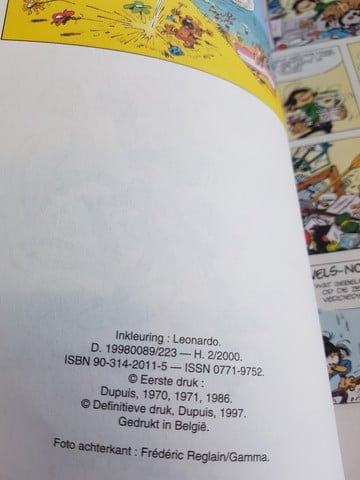 Inkleuring : Leonardo.
D. 19980089/223 — H. 2/2000.
ISBN 90-314-2011-5 — ISSN 0771-9752.
© Eerste druk :
Dupuis, 1970, 1971, 1986.
© Definitieve druk, Dupuis, 1997.
Gedrukt in België.
Foto achterkant : Frédéric Reglain/Gamma.